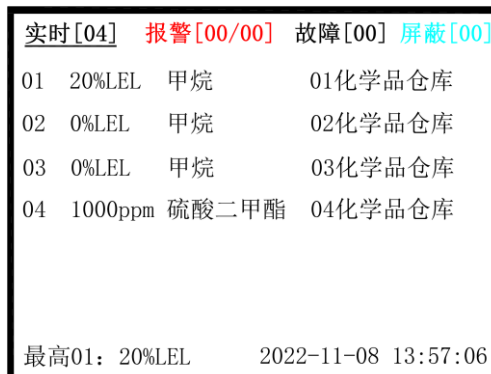 实时[04] 报警[00/00] 故障[00] 屏蔽[00]
01 20%LEL 甲烷 01化学品仓库
02 0%LEL 甲烷 02化学品仓库
03 0%LEL 甲烷 03化学品仓库
04 1000ppm 硫酸二甲酯 04化学品仓库
最高01: 20%LEL 2022-11-08 13:57:06